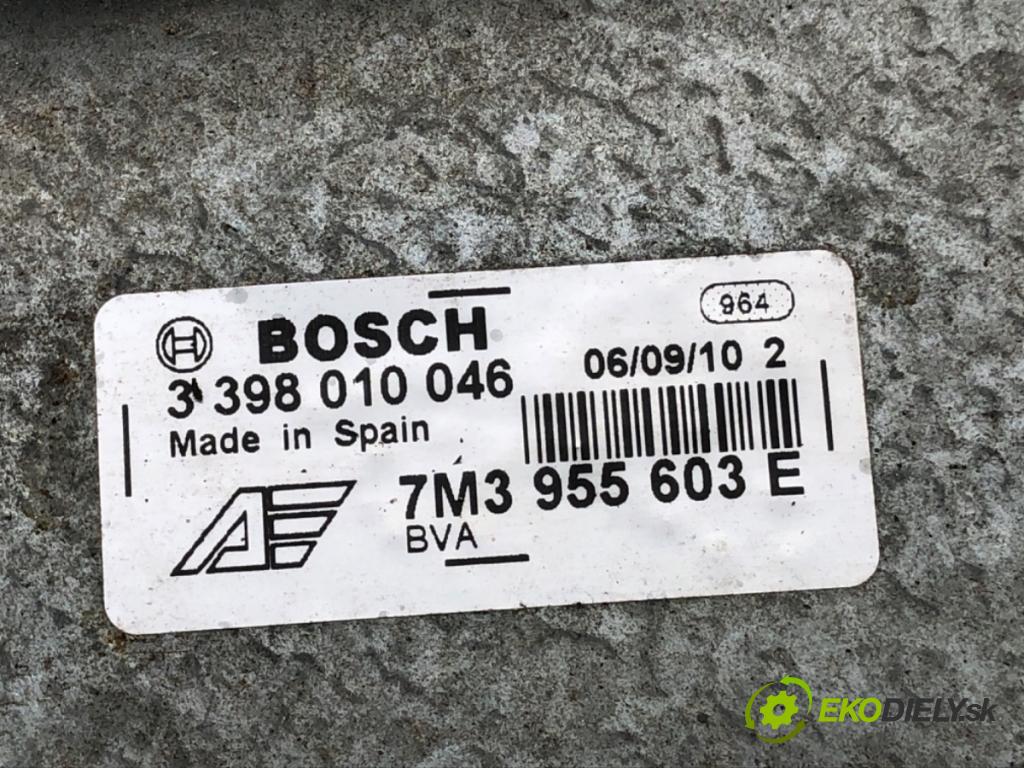 964
BOSCH
06/09/10 2
3 398 010 046
Made in Spain
7M3 955 603 E
AE
BVA
EKODIELY.sk